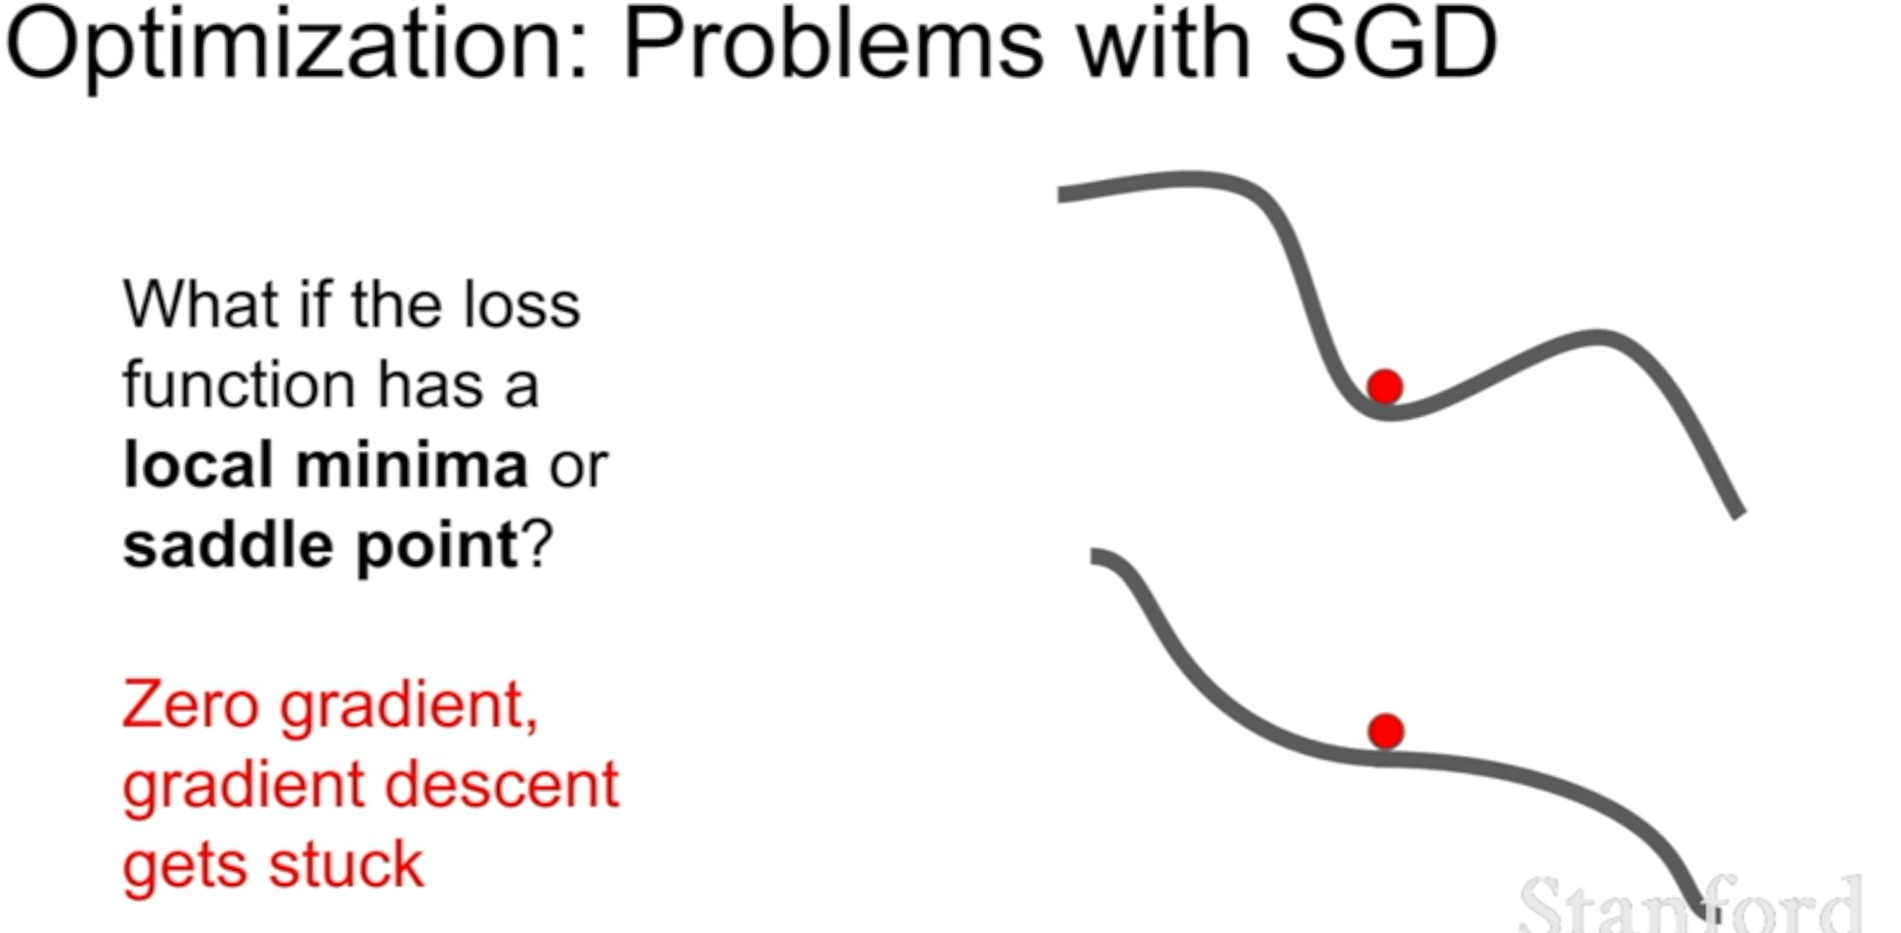 Optimization: Problems with SGD
What if the loss
function has a
local minima or
saddle point?
Zero gradient,
gradient descent
gets stuck
Stanford